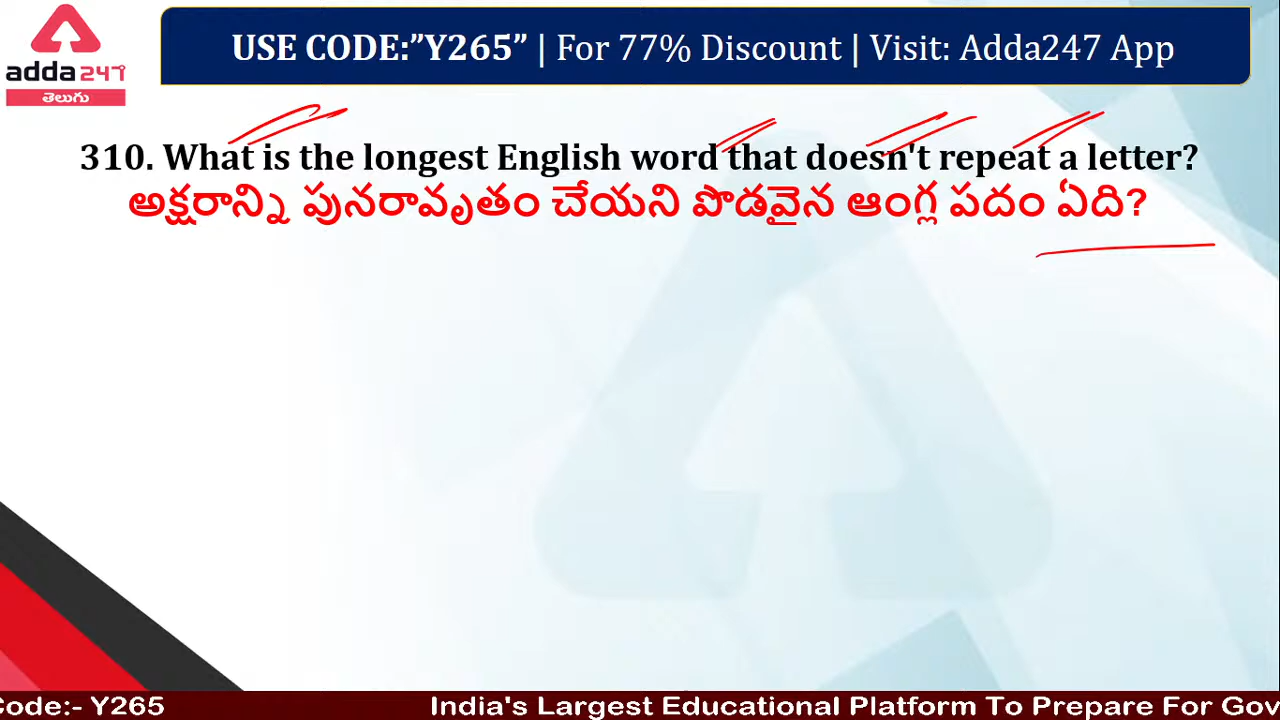 USE CODE:”Y265” | For 77% Discount | Visit: Adda247 App
adda247
తెలుగు
310. What is the longest English word that doesn't repeat a letter?
అక్షరాన్ని పునరావృతం చేయని పొడవైన ఆంగ్ల పదం ఏది?
Code:- Y265 India's Largest Educational Platform To Prepare For Gov